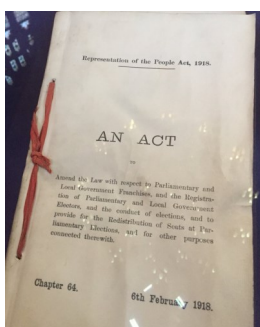 Representation of the People Act, 1918.
AN ACT
TO
Amend the Law with respect to Parliamentary and
Local Government Franchises, and the Registra-
tion of Parliamentary and Local Government
Electors, and the conduct of elections, and to
provide for the Redistribution of Seats at Par-
liamentary Elections, and for other purposes
connected therewith.
Chapter 64.
6th February 1918.